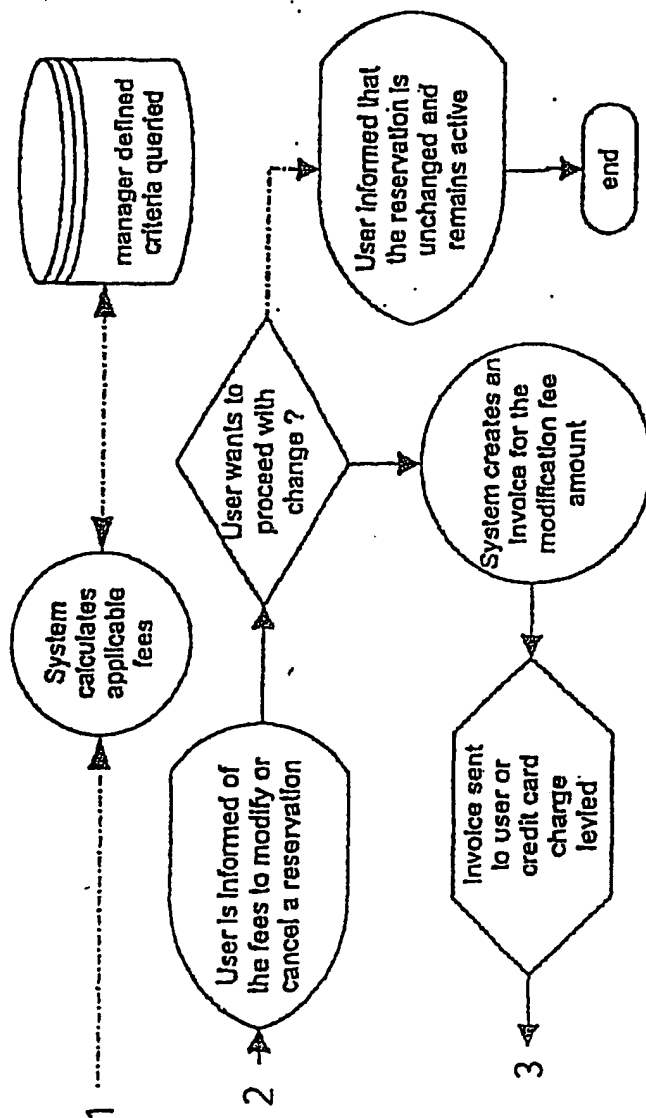 1
System
calculates
applicable
fees
manager defined
criteria queried
2
User is Informed of
the fees to modify or
cancel a reservation
User wants to
proceed with
change ?
User informed that
the reservation is
unchanged and
remains active
end
System creates an
Invoice for the
modification fee
amount
Invoice sent
to user or
credit card
charge
levied
3